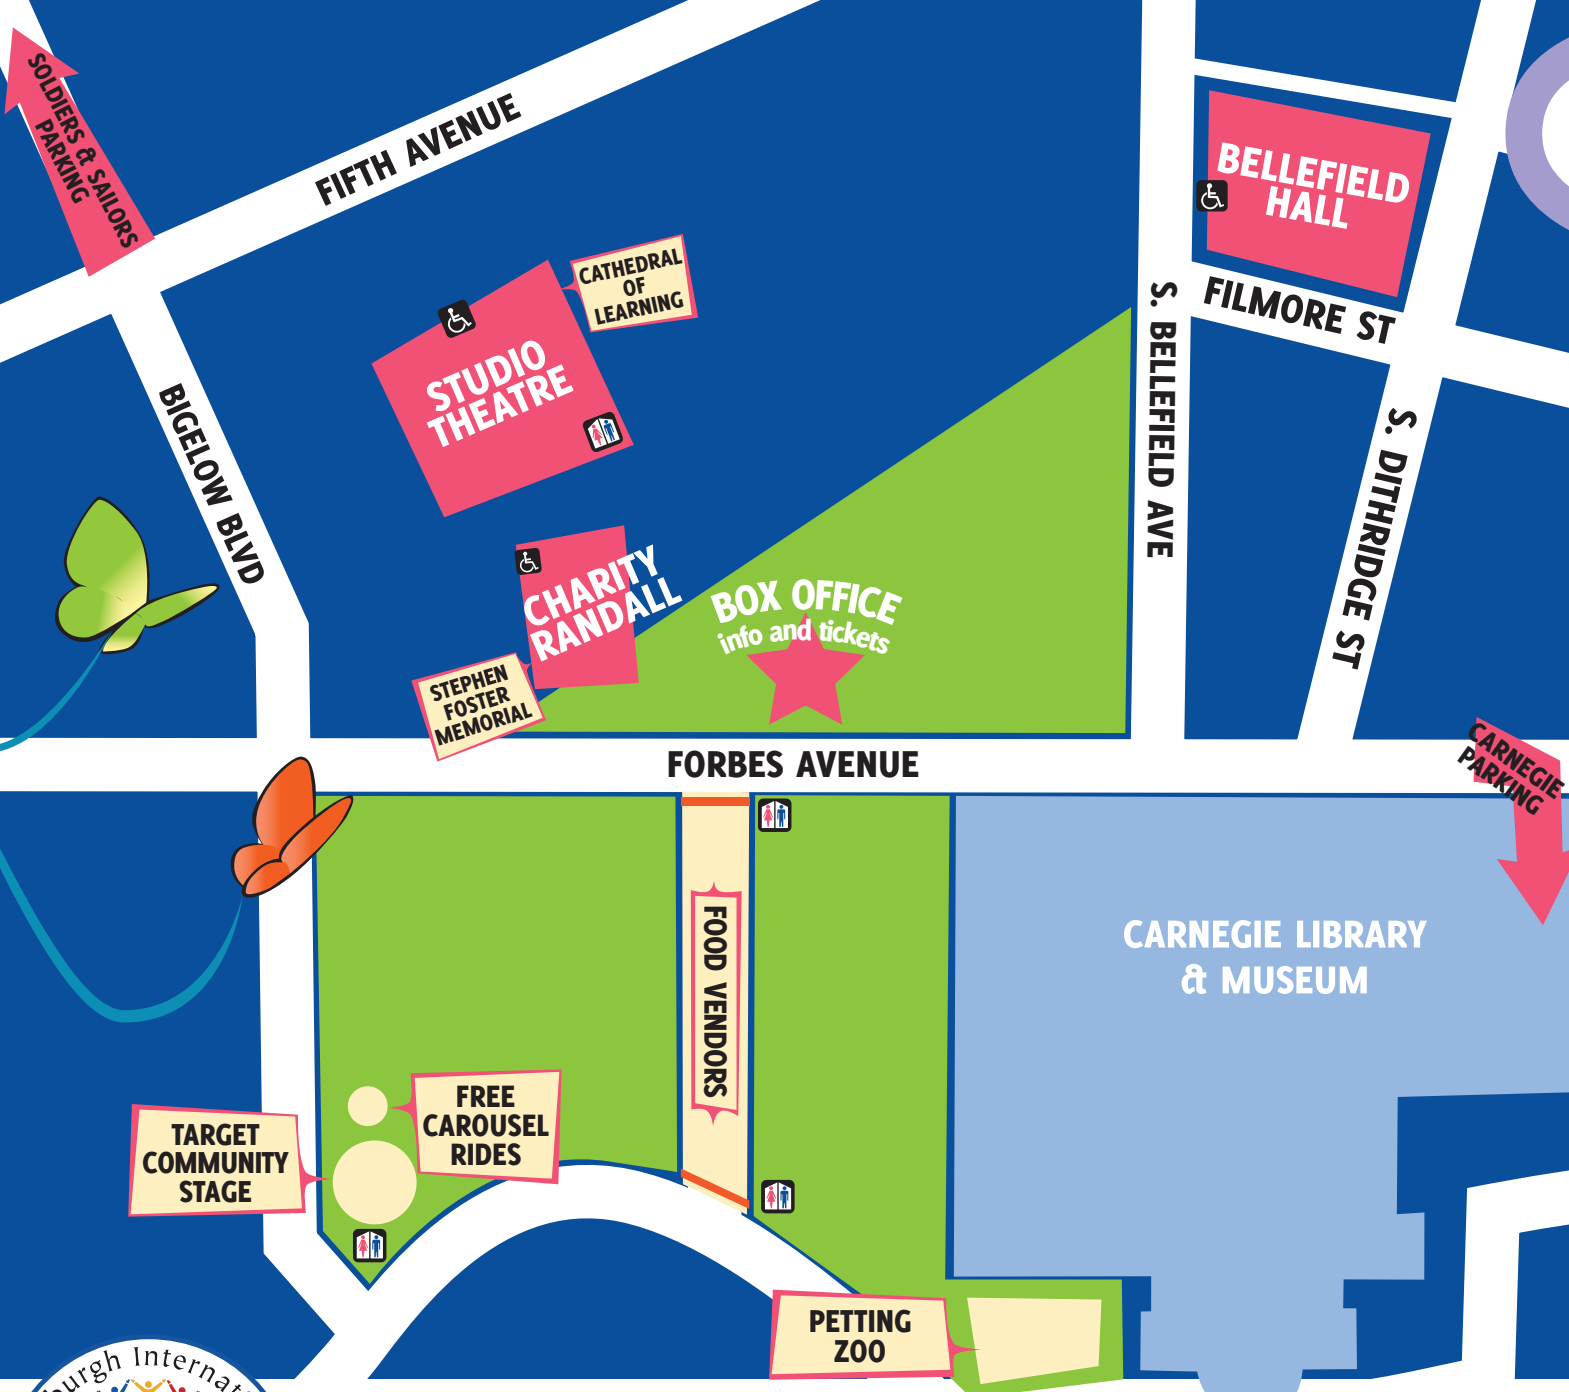 SOLDIERS & SAILORS
PARKING
FIFTH AVENUE
BELLEFIELD
HALL
CATHEDRAL
OF
LEARNING
S. BELLEFIELD AVE
FILMORE ST
STUDIO
THEATRE
BIGELOW BLVD
S. DITHRIDGE ST
CHARITY
RANDALL
BOX OFFICE
info and tickets
STEPHEN
FOSTER
MEMORIAL
FORBES AVENUE
CARNEGIE
PARKING
FOOD VENDORS
CARNEGIE LIBRARY
& MUSEUM
FREE
CAROUSEL
RIDES
TARGET
COMMUNITY
STAGE
PETTING
ZOO